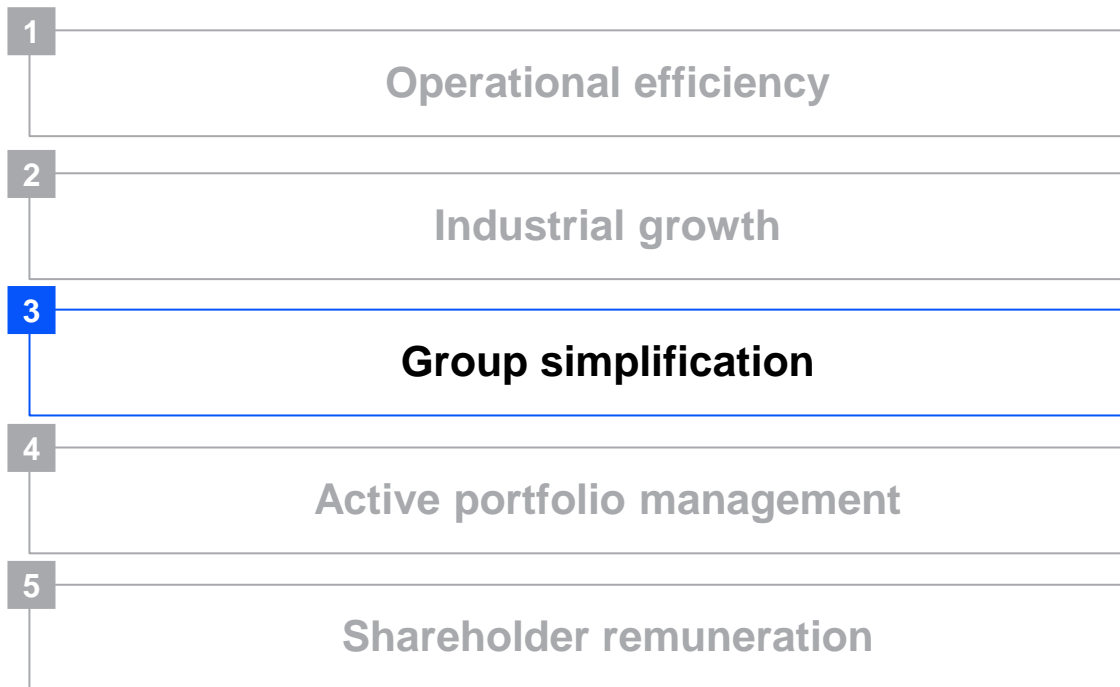 1
Operational efficiency
2
Industrial growth
3
Group simplification
4
Active portfolio management
5
Shareholder remuneration